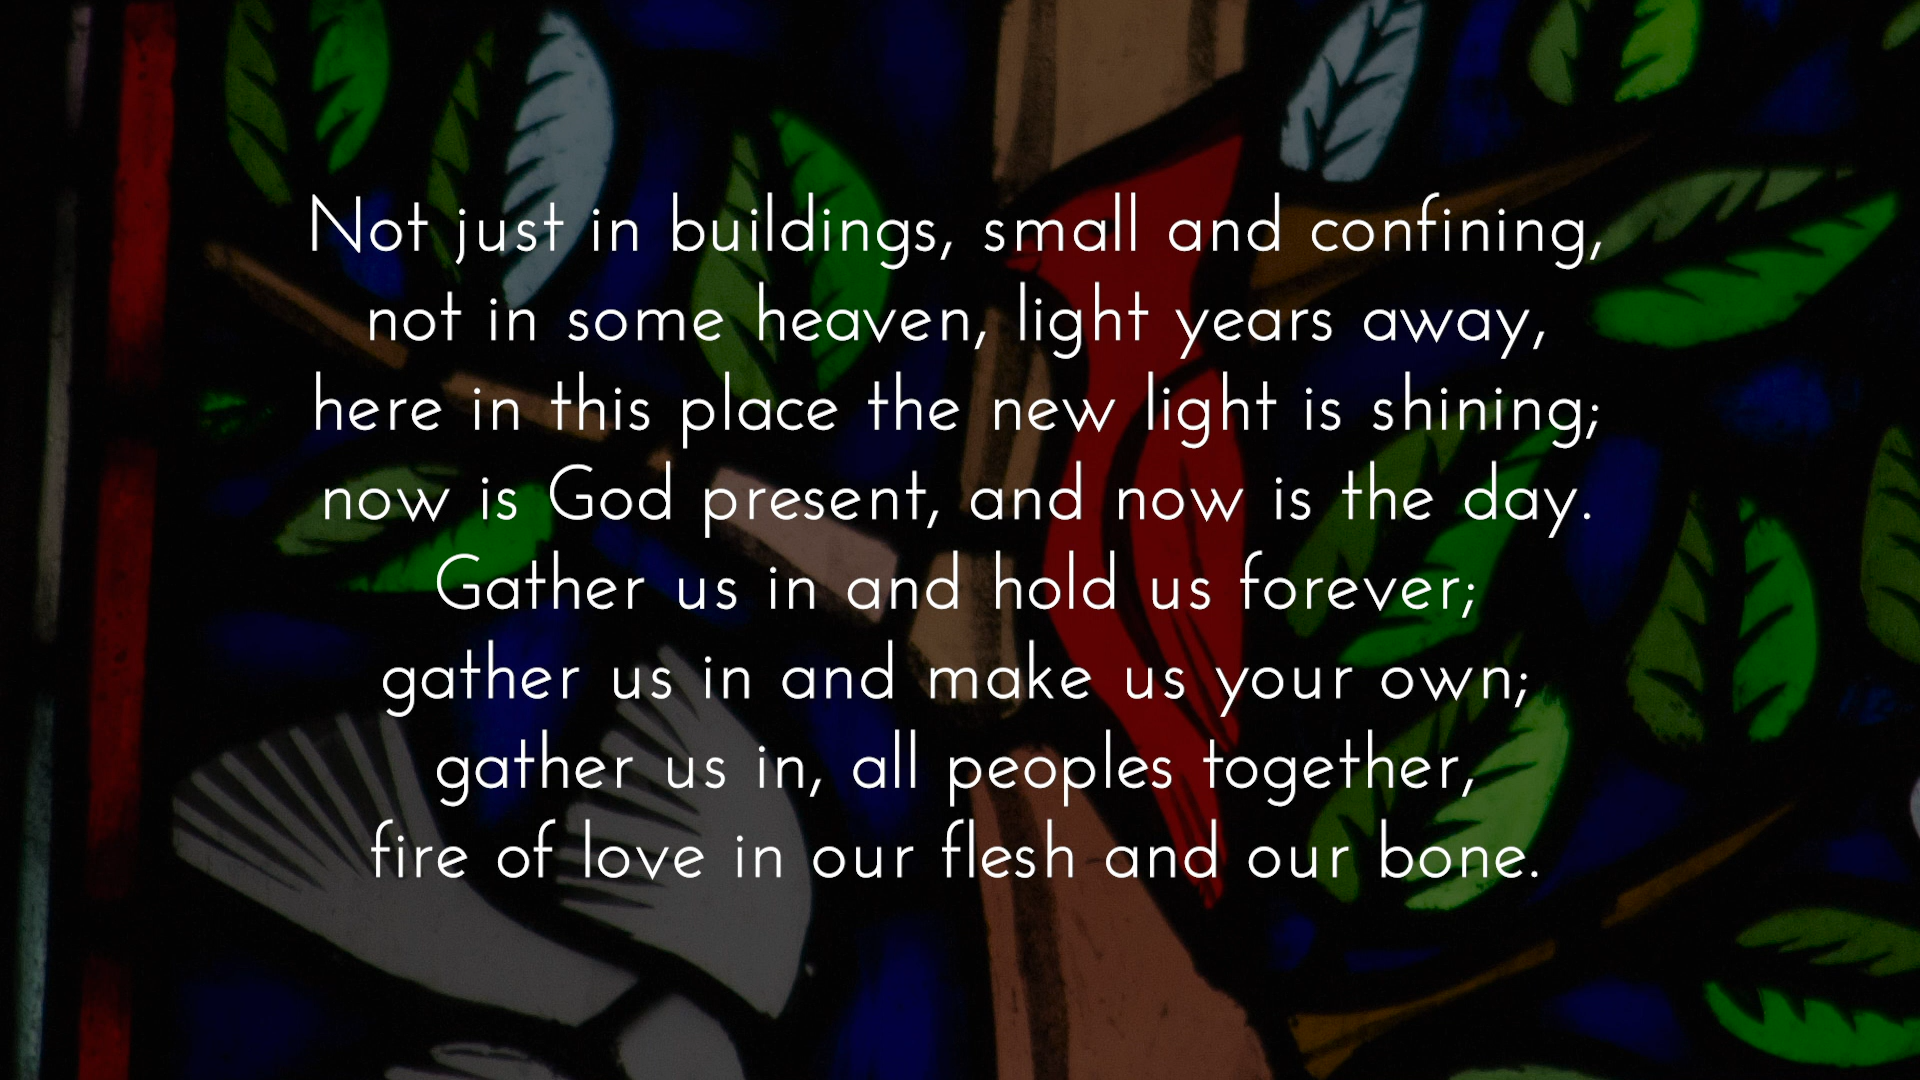 Not just in buildings, small and confining,
not in some heaven, light years away,
here in this place the new light is shining;
now is God present, and now is the day.
Gather us in and hold us forever;
gather us in and make us your own;
gather us in, all peoples together,
fire of love in our flesh and our bone.